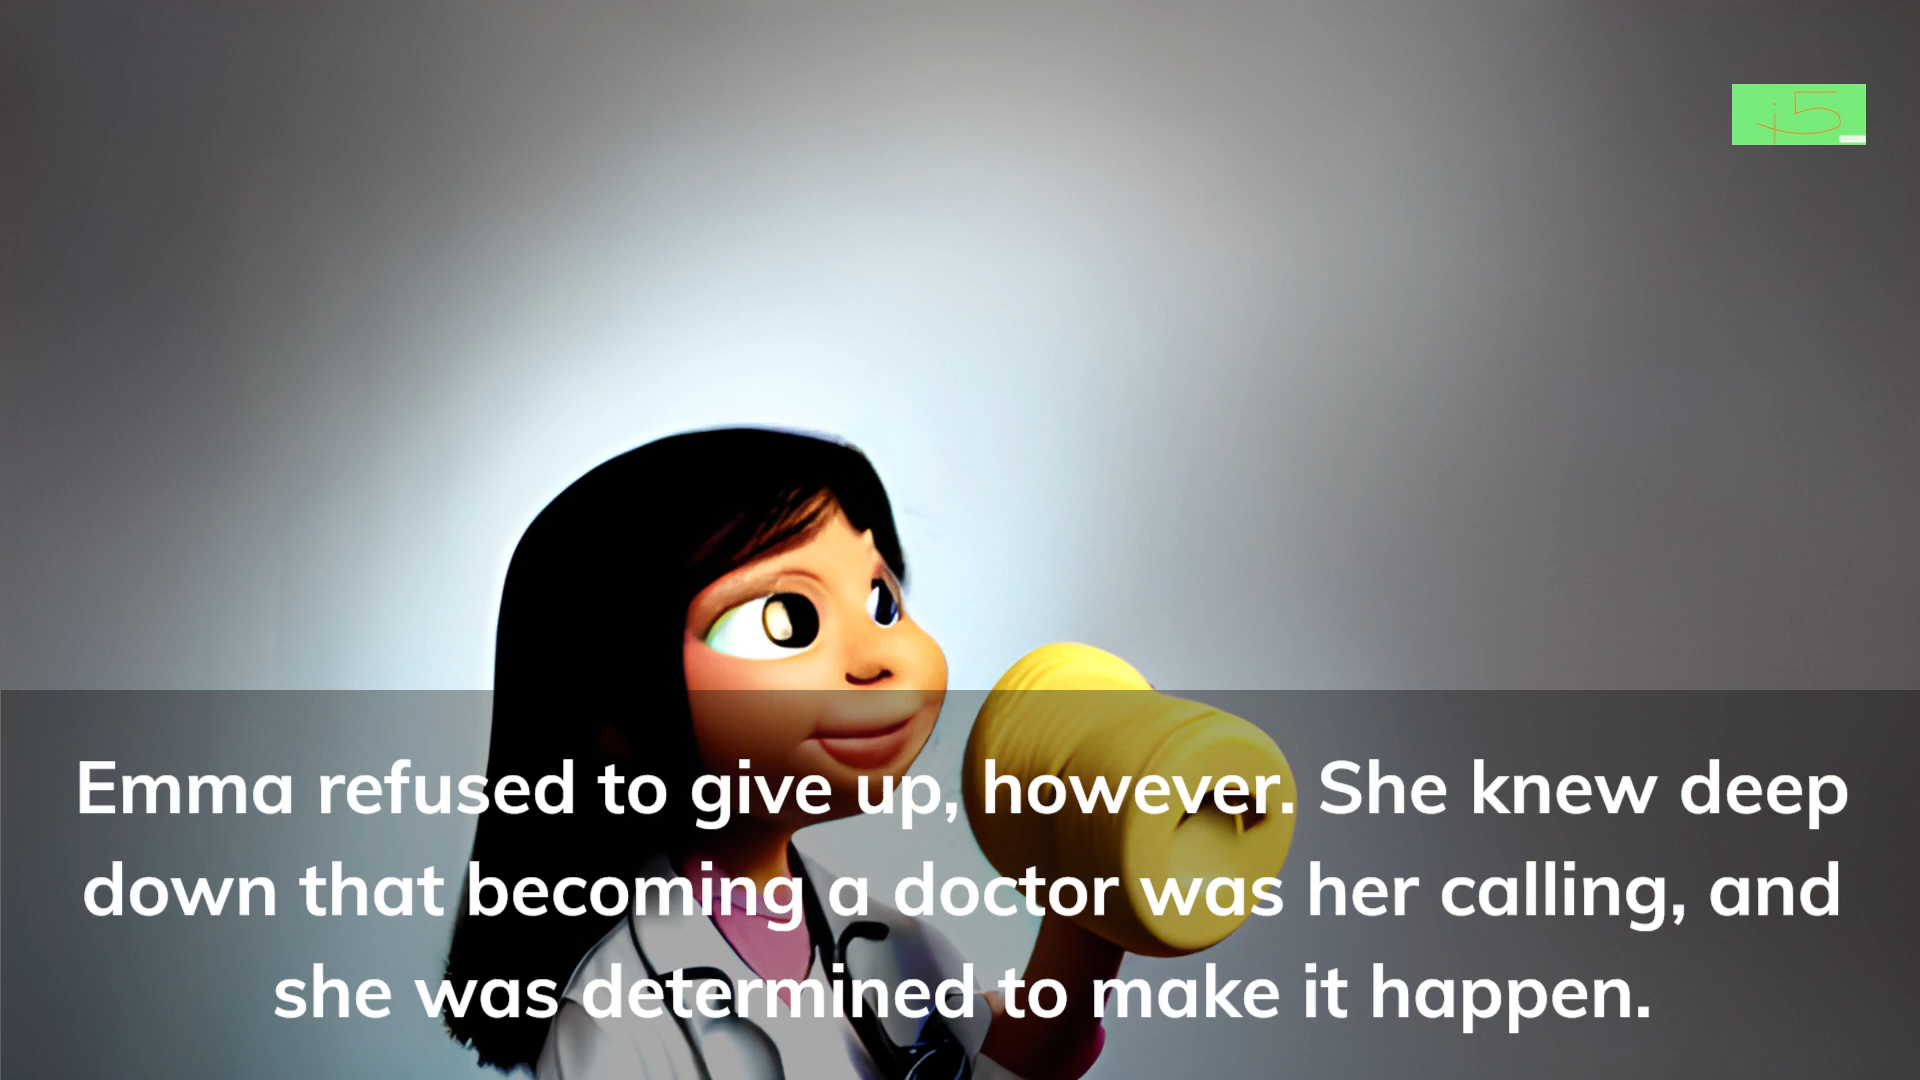 i5
Emma refused to give up, however. She knew deep
down that becoming a doctor was her calling, and
she was determined to make it happen.